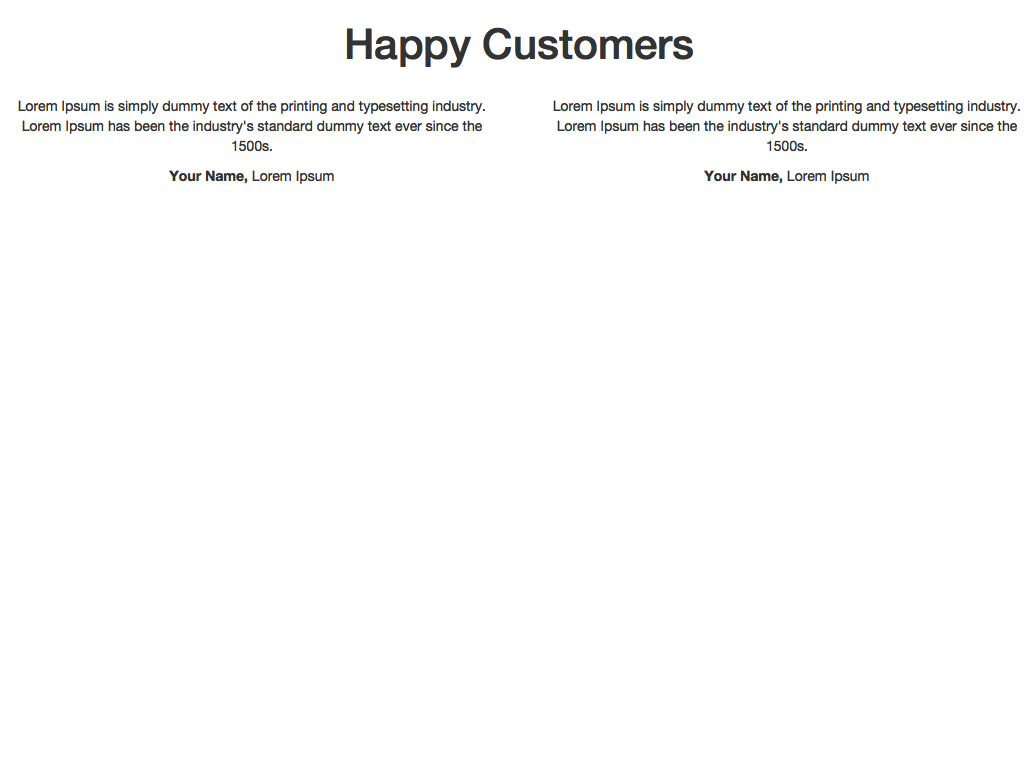 Happy Customers
Lorem Ipsum is simply dummy text of the printing and typesetting industry.
Lorem Ipsum has been the industry's standard dummy text ever since the
1500s.
Your Name, Lorem Ipsum
Lorem Ipsum is simply dummy text of the printing and typesetting industry.
Lorem Ipsum has been the industry's standard dummy text ever since the
1500s.
Your Name, Lorem Ipsum